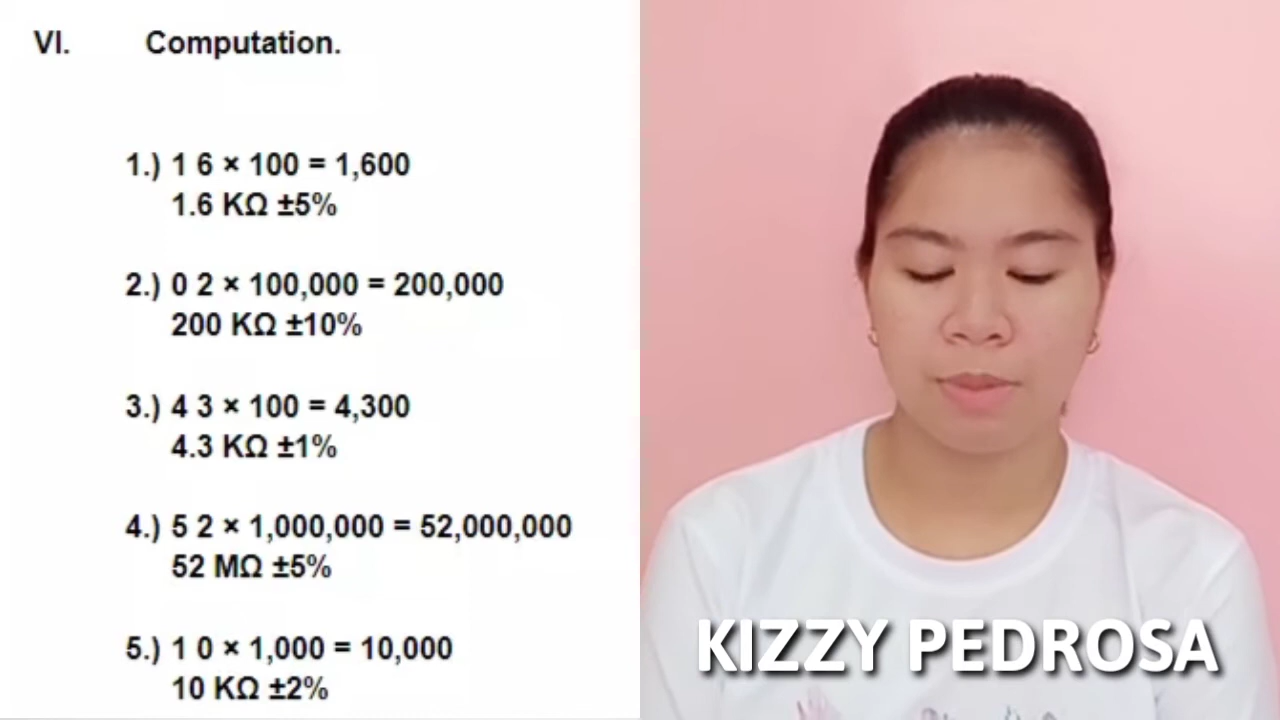 VI. Computation.
1.) 1 6 × 100 = 1,600
1.6 KΩ ±5%
2.) 0 2 × 100,000 = 200,000
200 KΩ ±10%
3.) 4 3 × 100 = 4,300
4.3 KΩ ±1%
4.) 5 2 × 1,000,000 = 52,000,000
52 MΩ ±5%
5.) 1 0 × 1,000 = 10,000
10 KΩ ±2%
KIZZY PEDROSA